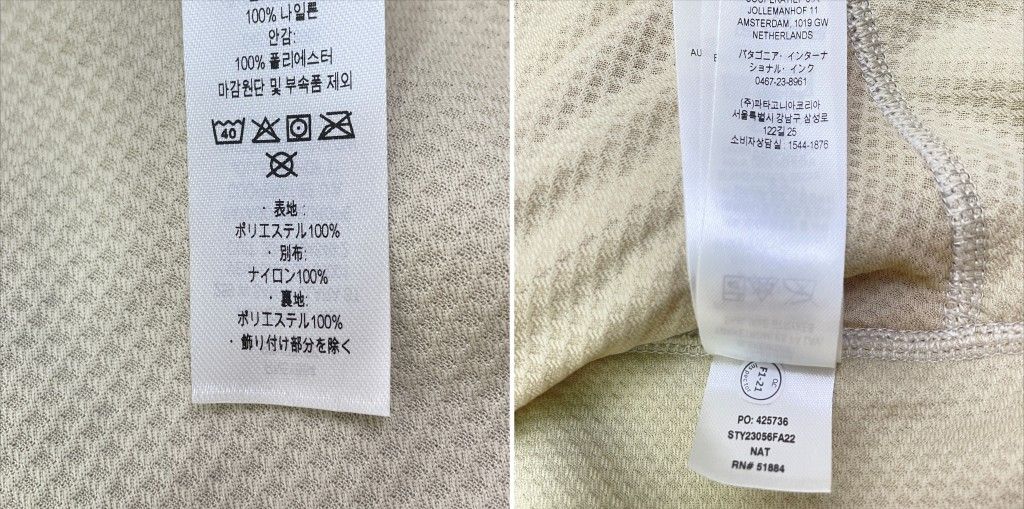 100% 나일론
안감:
100% 폴리에스터
마감원단 및 부속품 제외
40
・表地 :
ポリエステル100%
・別布:
ナイロン100%
・裏地:
ポリエステル100%
・飾り付け部分を除く
JOLLEMANHOF 11
AMSTERDAM, 1019 GW
NETHERLANDS
AU
パタゴニア・インターナ
ショナル・インク
0467-23-8961
(주)파타고니아코리아
서울특별시 강남구 삼성로
122길 25
소비자상담실 : 1544-1876
F1-21
PO: 425736
STY23056FA22
NAT
RN# 51884